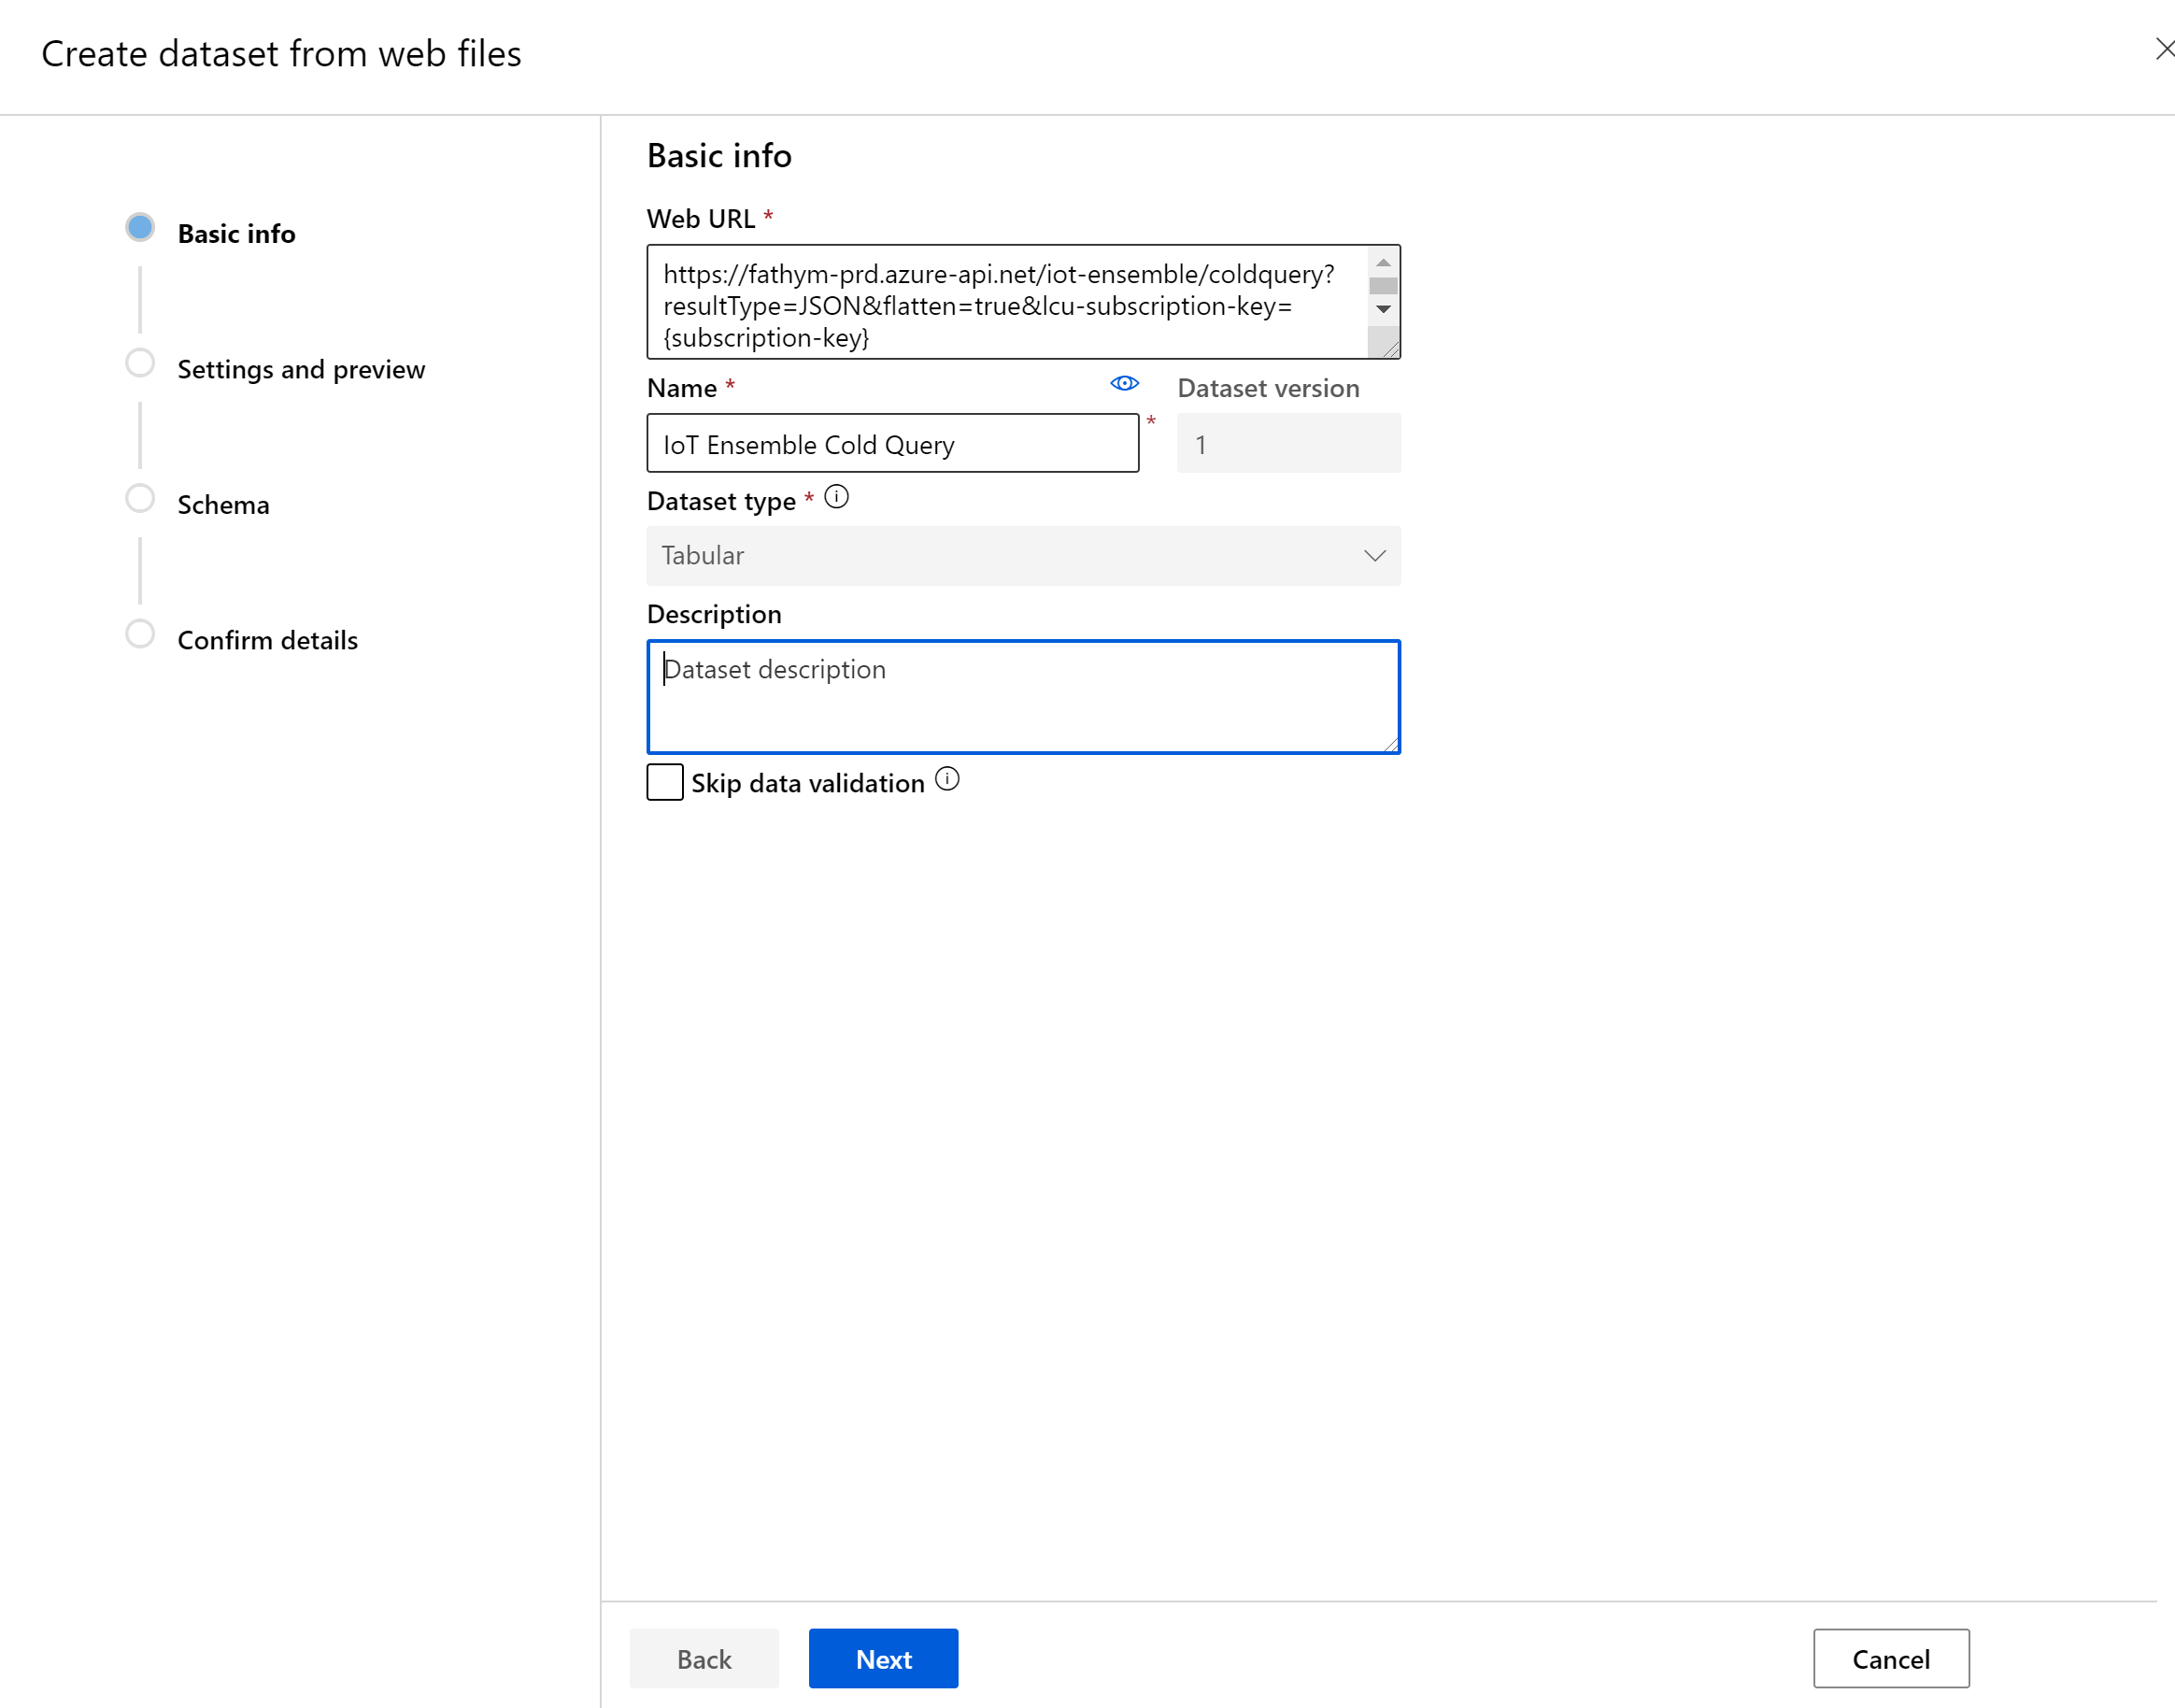 Create dataset from web files
Basic info
Settings and preview
Schema
Confirm details
Basic info
Web URL *
https://fathym-prd.azure-api.net/iot-ensemble/coldquery?
resultType=JSON&flatten=true&lcu-subscription-key=
{subscription-key}
Name * Dataset version
IoT Ensemble Cold Query * 1
Dataset type *
Tabular
Description
Dataset description
Skip data validation
Back Next Cancel